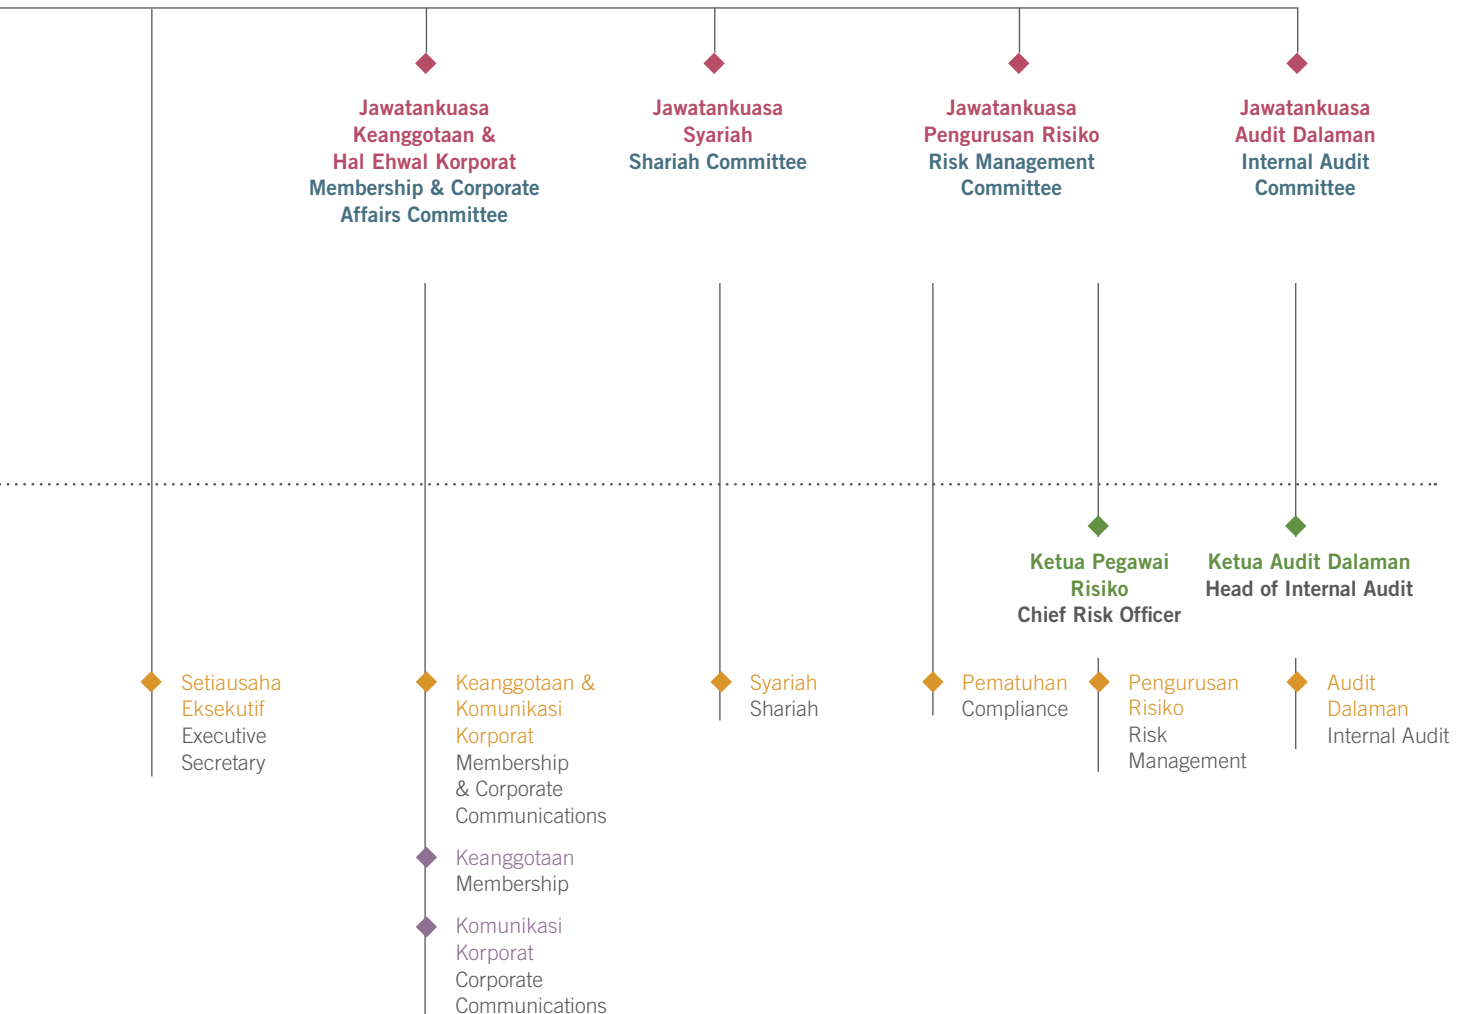 Jawatankuasa
Keanggotaan &
Hal Ehwal Korporat
Membership & Corporate
Affairs Committee
Jawatankuasa
Syariah
Shariah Committee
Jawatankuasa
Pengurusan Risiko
Risk Management
Committee
Jawatankuasa
Audit Dalaman
Internal Audit
Committee
Ketua Pegawai
Risiko
Chief Risk Officer
Ketua Audit Dalaman
Head of Internal Audit
Setiausaha
Eksekutif
Executive
Secretary
Keanggotaan &
Komunikasi
Korporat
Membership
& Corporate
Communications
Keanggotaan
Membership
Komunikasi
Korporat
Corporate
Communications
Syariah
Shariah
Pematuhan
Compliance
Pengurusan
Risiko
Risk
Management
Audit
Dalaman
Internal Audit